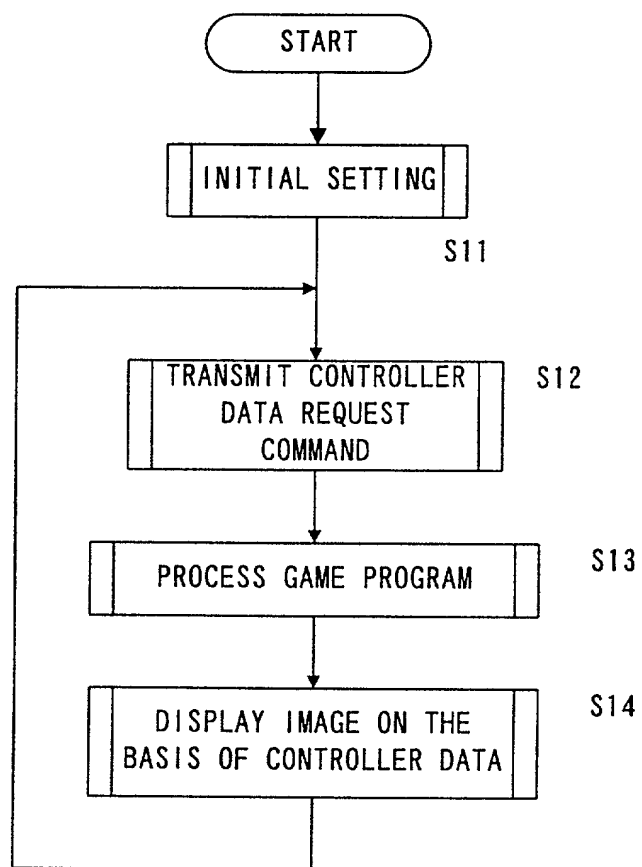 START
INITIAL SETTING
S11
TRANSMIT CONTROLLER
DATA REQUEST
COMMAND
S12
PROCESS GAME PROGRAM
S13
DISPLAY IMAGE ON THE
BASIS OF CONTROLLER DATA
S14